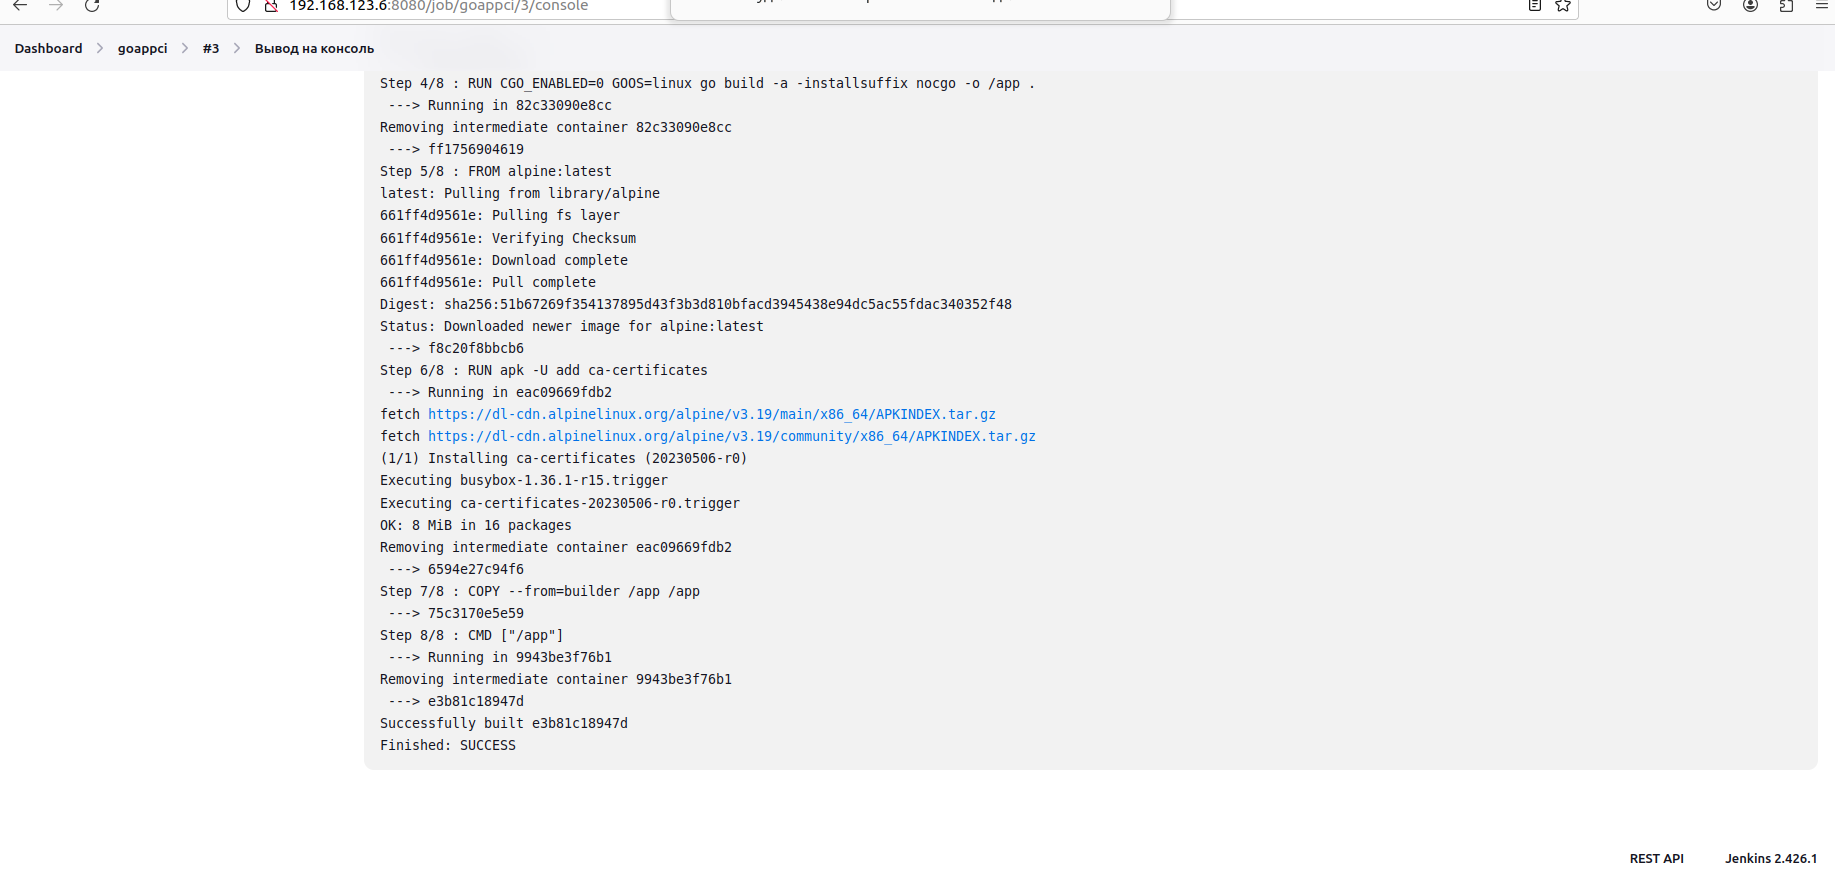 192.168.123.6:8080/job/goappci/3/console
Dashboard > goappci > #3 > Вывод на консоль
Step 4/8 : RUN CGO_ENABLED=0 GOOS=linux go build -a -installsuffix nocgo -o /app .
---> Running in 82c33090e8cc
Removing intermediate container 82c33090e8cc
---> ff1756904619
Step 5/8 : FROM alpine:latest
latest: Pulling from library/alpine
661ff4d9561e: Pulling fs layer
661ff4d9561e: Verifying Checksum
661ff4d9561e: Download complete
661ff4d9561e: Pull complete
Digest: sha256:51b67269f354137895d43f3b3d810bfacd3945438e94dc5ac55fdac340352f48
Status: Downloaded newer image for alpine:latest
---> f8c20f8bbcb6
Step 6/8 : RUN apk -U add ca-certificates
---> Running in eac09669fdb2
fetch https://dl-cdn.alpinelinux.org/alpine/v3.19/main/x86_64/APKINDEX.tar.gz
fetch https://dl-cdn.alpinelinux.org/alpine/v3.19/community/x86_64/APKINDEX.tar.gz
(1/1) Installing ca-certificates (20230506-r0)
Executing busybox-1.36.1-r15.trigger
Executing ca-certificates-20230506-r0.trigger
OK: 8 MiB in 16 packages
Removing intermediate container eac09669fdb2
---> 6594e27c94f6
Step 7/8 : COPY --from=builder /app /app
---> 75c3170e5e59
Step 8/8 : CMD ["/app"]
---> Running in 9943be3f76b1
Removing intermediate container 9943be3f76b1
---> e3b81c18947d
Successfully built e3b81c18947d
Finished: SUCCESS
REST API
Jenkins 2.426.1